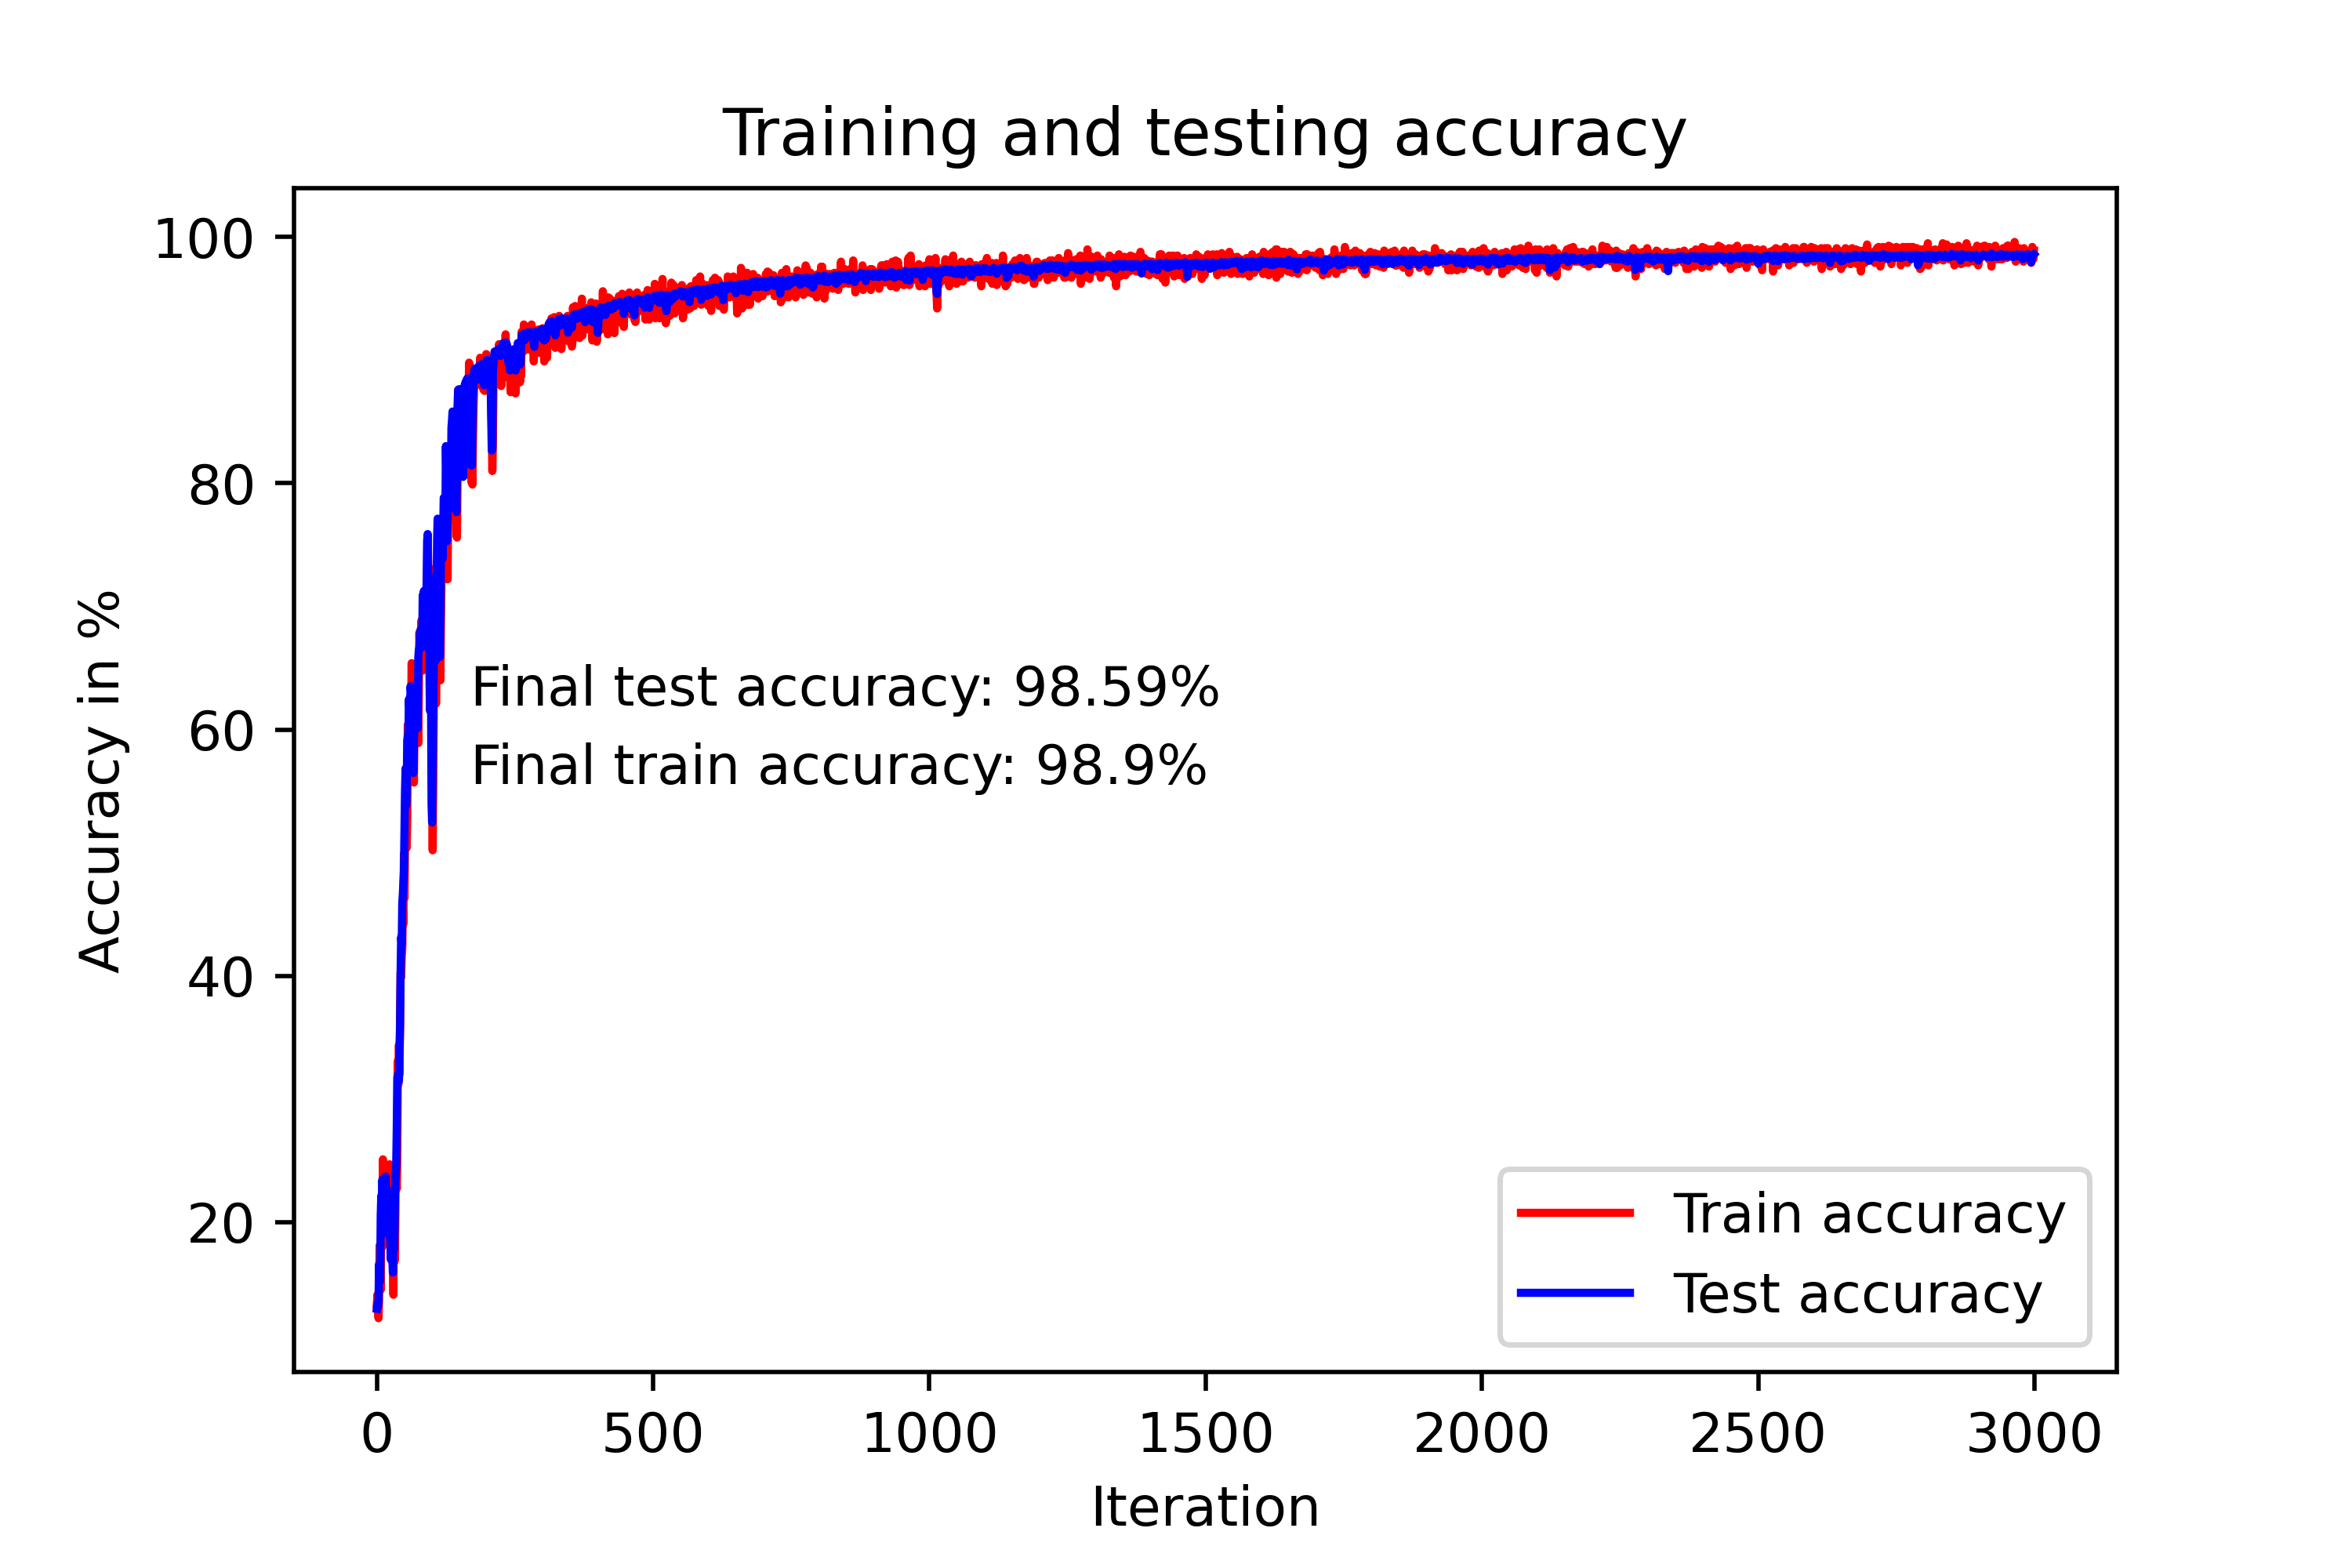 Training and testing accuracy
100
80
60
40
20
Accuracy in %
Final test accuracy: 98.59%
Final train accuracy: 98.9%
Train accuracy
Test accuracy
0 500 1000 1500 2000 2500 3000
Iteration